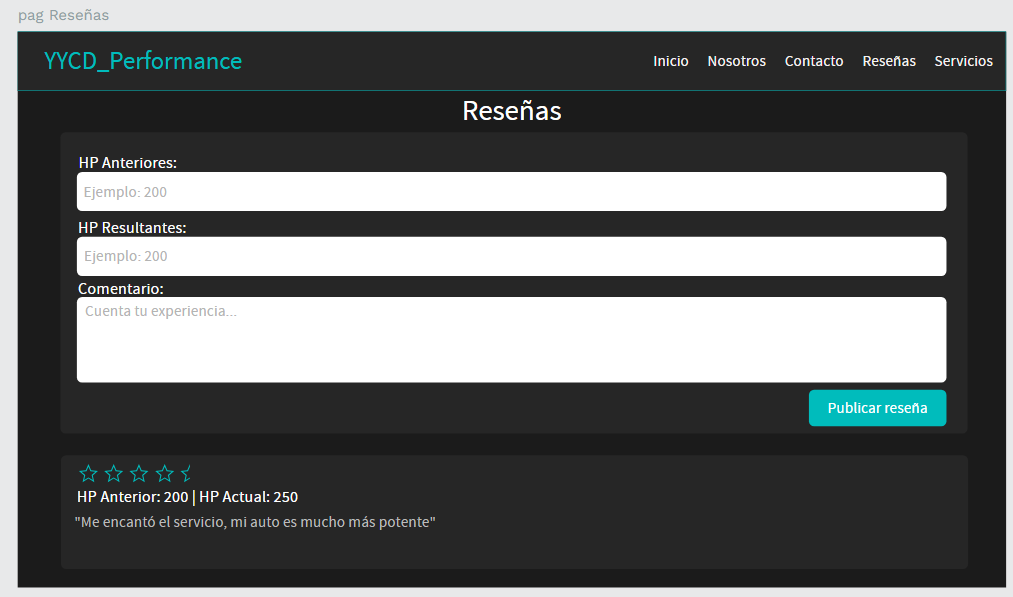 pag Reseñas
YYCD_Performance
Inicio Nosotros Contacto Reseñas Servicios
Reseñas
HP Anteriores:
Ejemplo: 200
HP Resultantes:
Ejemplo: 200
Comentario:
Cuenta tu experiencia...
Publicar reseña
HP Anterior: 200 | HP Actual: 250
"Me encantó el servicio, mi auto es mucho más potente"